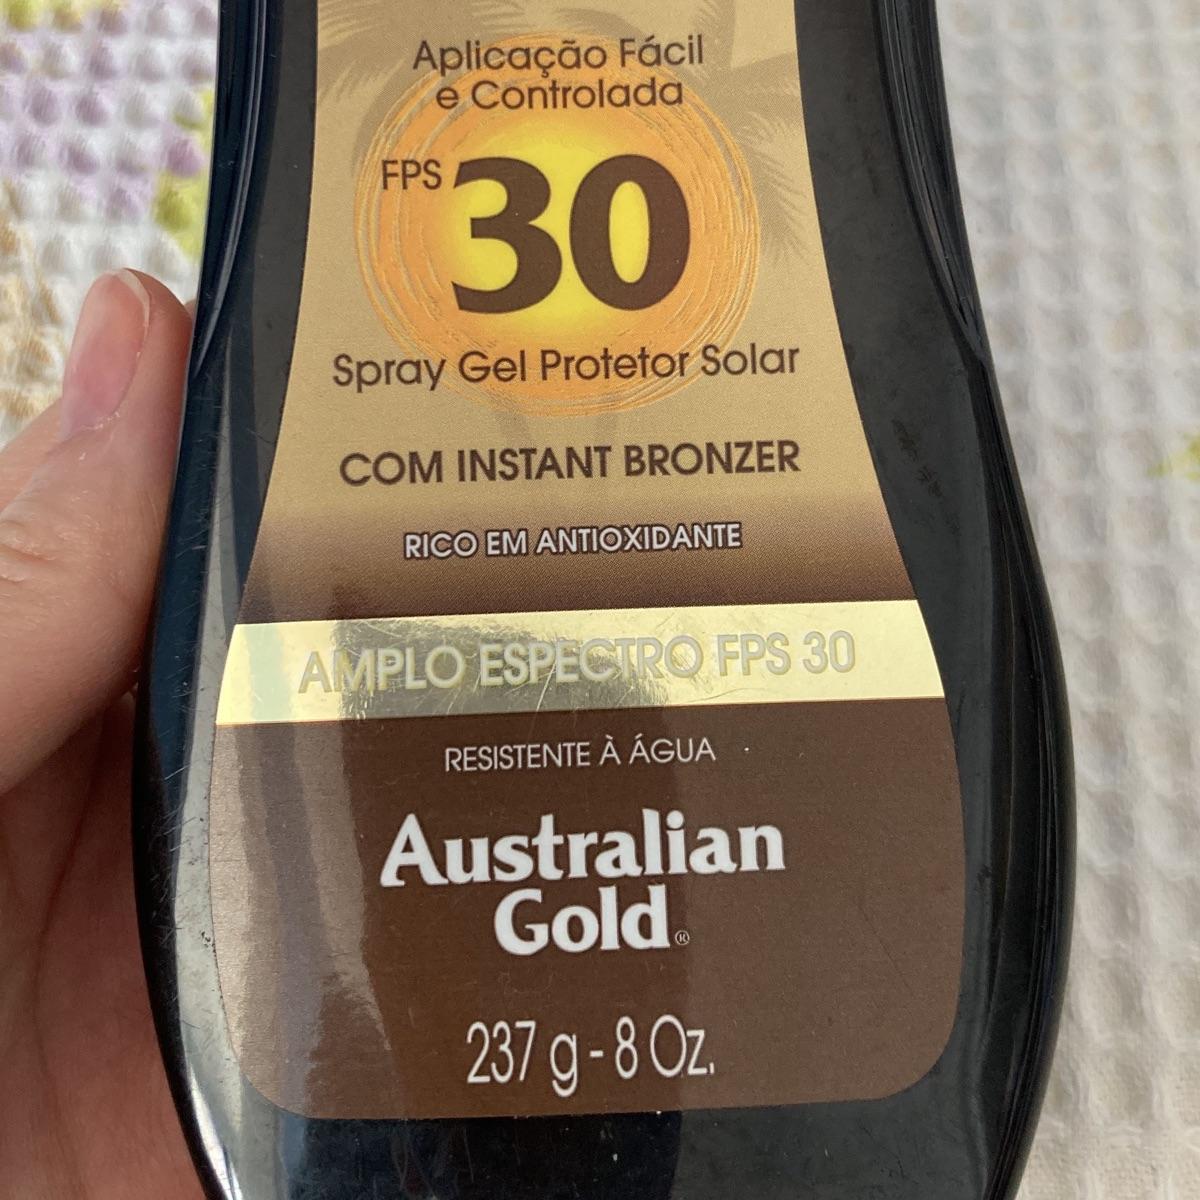 Aplicação Fácil
e Controlada
FPS 30
Spray Gel Protetor Solar
COM INSTANT BRONZER
RICO EM ANTIOXIDANTE
AMPLO ESPECTRO FPS 30
RESISTENTE À ÁGUA
Australian
Gold®
237 g - 8 Oz.